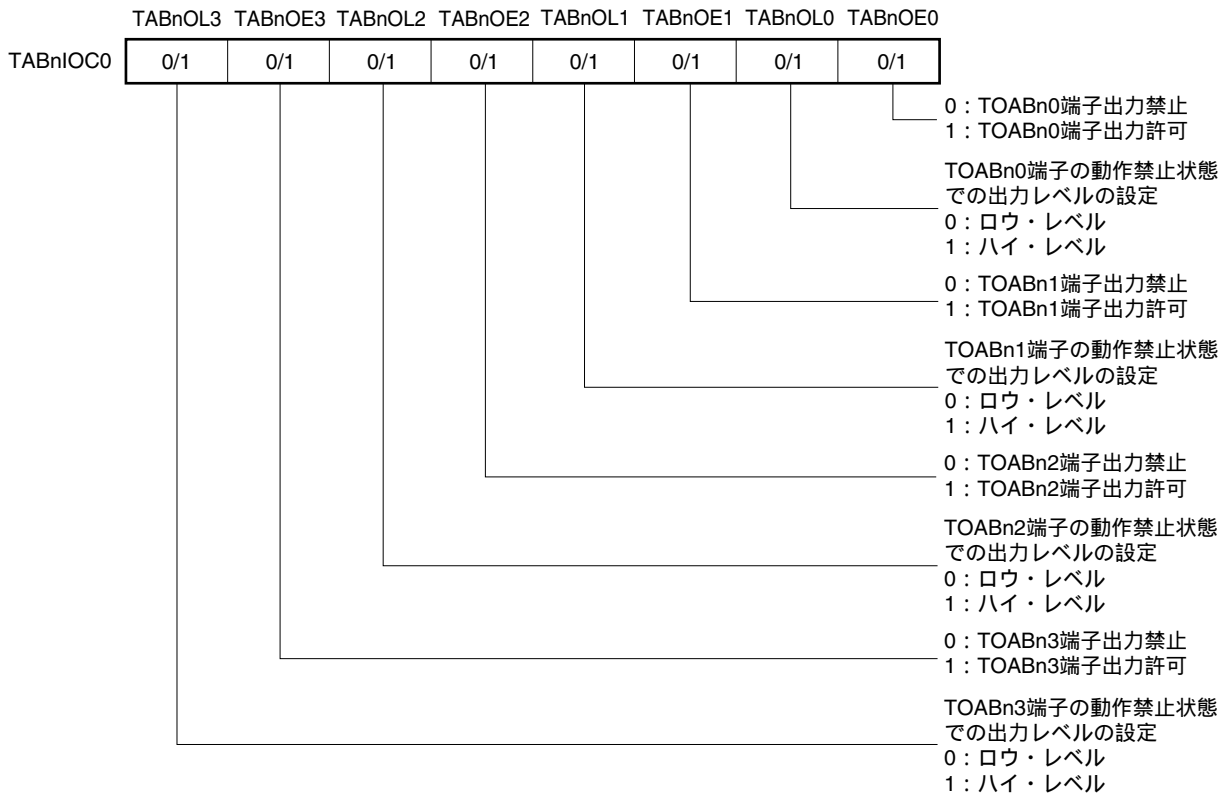 TABnOL3 TABnOE3 TABnOL2 TABnOE2 TABnOL1 TABnOE1 TABnOL0 TABnOE0
TABnIOC0 0/1 0/1 0/1 0/1 0/1 0/1 0/1 0/1
0：TOABn0端子出力禁止
1：TOABn0端子出力許可
TOABn0端子の動作禁止状態
での出力レベルの設定
0：ロウ・レベル
1：ハイ・レベル
0：TOABn1端子出力禁止
1：TOABn1端子出力許可
TOABn1端子の動作禁止状態
での出力レベルの設定
0：ロウ・レベル
1：ハイ・レベル
0：TOABn2端子出力禁止
1：TOABn2端子出力許可
TOABn2端子の動作禁止状態
での出力レベルの設定
0：ロウ・レベル
1：ハイ・レベル
0：TOABn3端子出力禁止
1：TOABn3端子出力許可
TOABn3端子の動作禁止状態
での出力レベルの設定
0：ロウ・レベル
1：ハイ・レベル